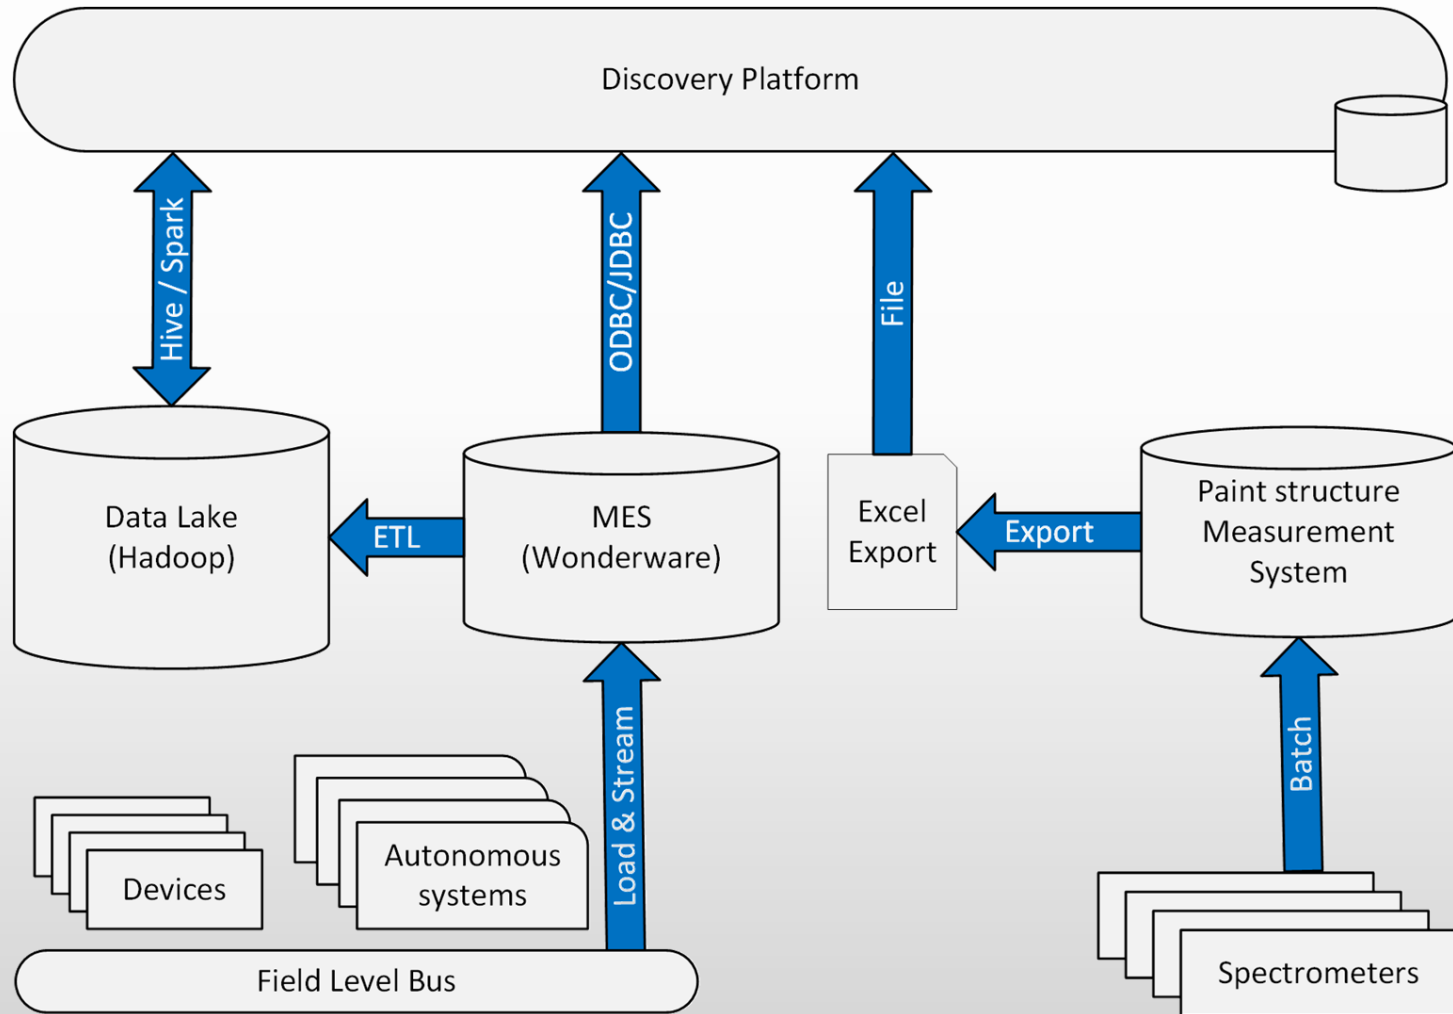 Discovery Platform
Hive / Spark
ODBC/JDBC
File
Data Lake
(Hadoop)
ETL
MES
(Wonderware)
Excel
Export
Export
Paint structure
Measurement
System
Load & Stream
Batch
Devices
Autonomous
systems
Field Level Bus
Spectrometers